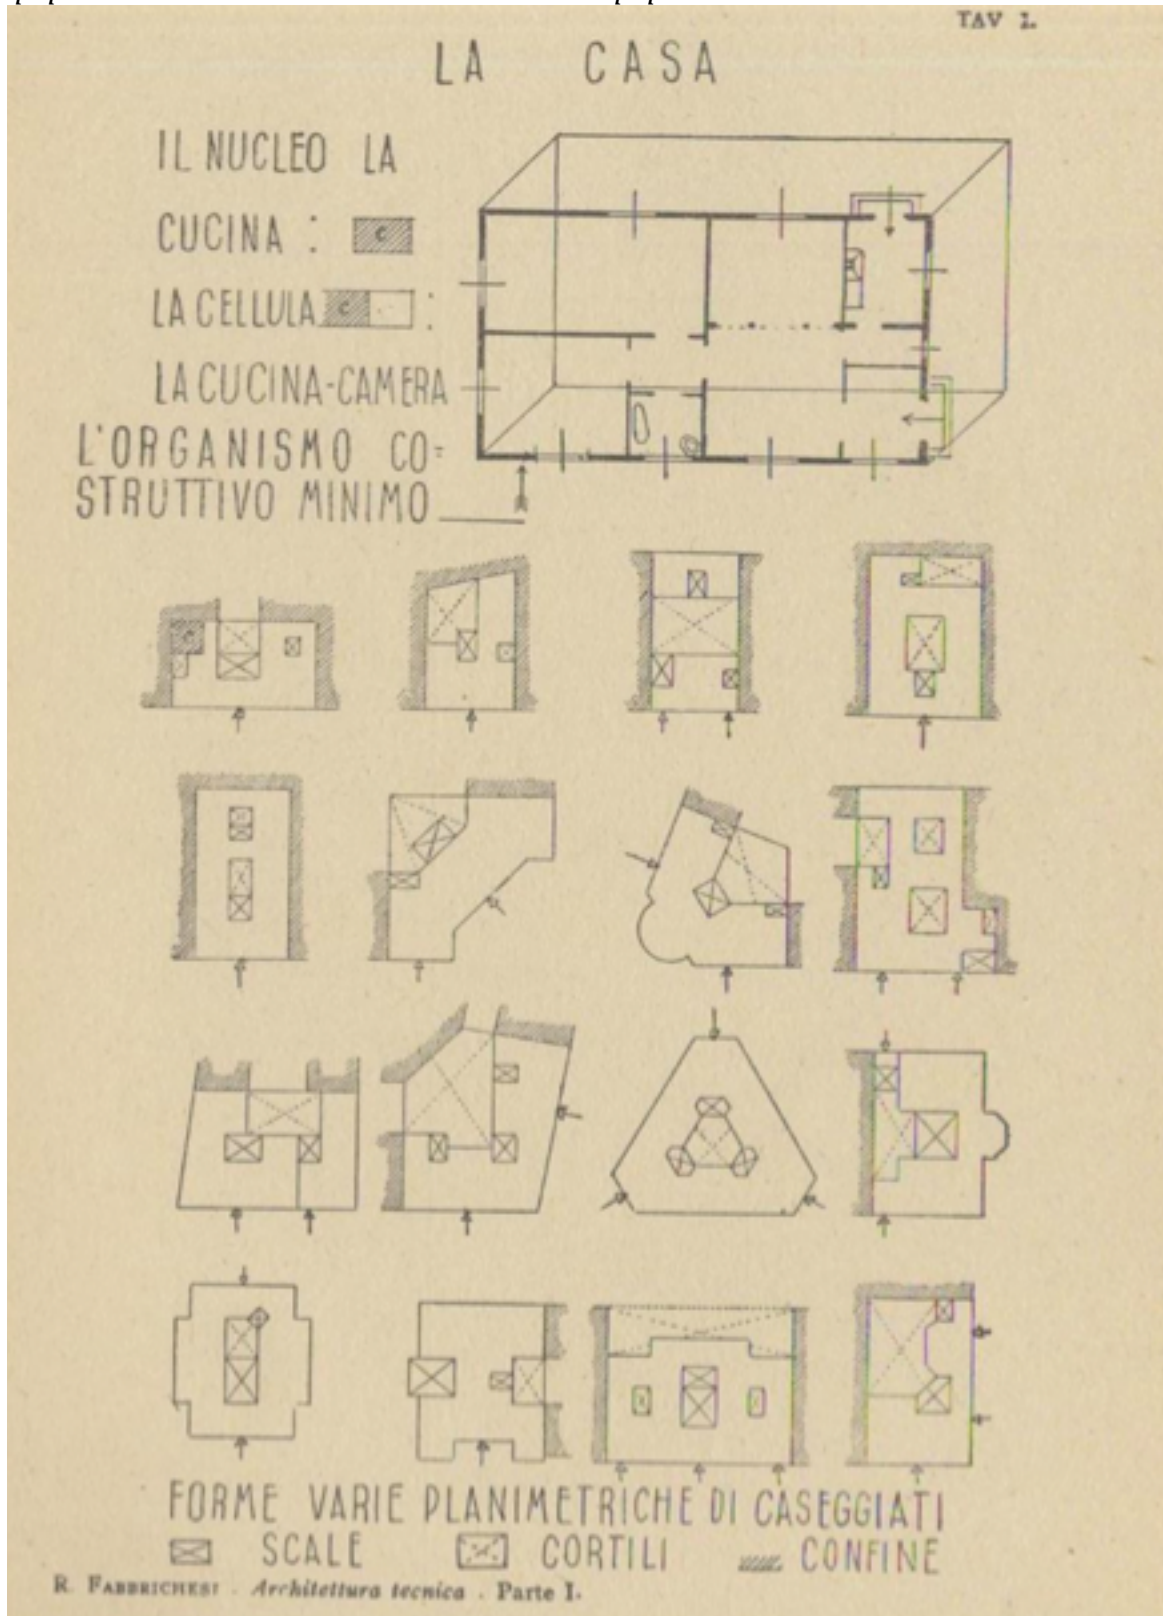 TAV 1.
LA CASA
IL NUCLEO LA
CUCINA : C
LA CELLULA C :
LA CUCINA-CAMERA
L'ORGANISMO CO=
STRUTTIVO MINIMO
C
FORME VARIE PLANIMETRICHE DI CASEGGIATI
SCALE CORTILI CONFINE
R. FABBRICHESI - Architettura tecnica - Parte I.